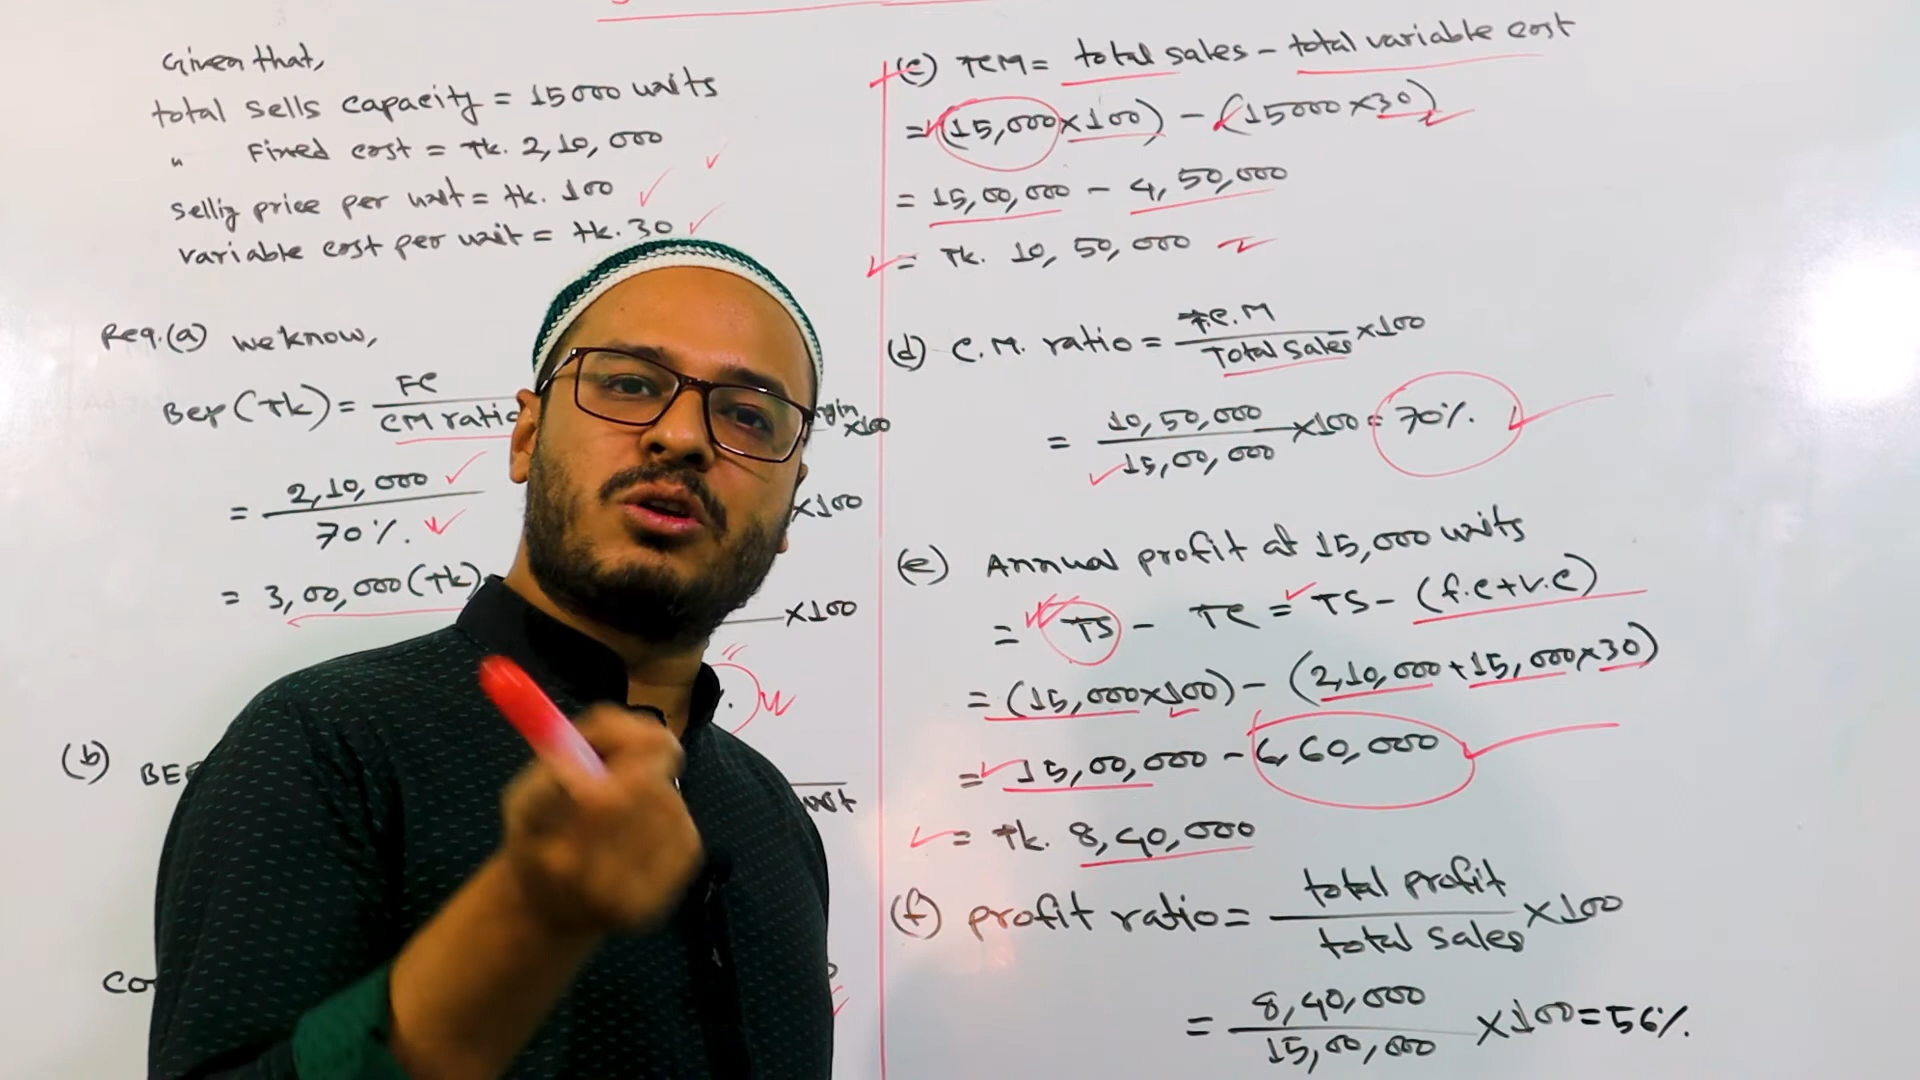 Given that,
total sells capacity = 15000 units
" Fixed cost = Tk. 2,10,000
selling price per unit = tk. 100
variable cost per unit = tk. 30
Req.(a) we know,
Bep (Tk) = FC / CM ratio
×100
= 2,10,000 / 70%.
×100
= 3,00,000 (Tk)
×100
(b)
(c) TCM = total sales - total variable cost
= (15,000×100) - (15000×30)
= 15,00,000 - 4,50,000
= Tk. 10,50,000
(d) C.M. ratio = T.C.M / Total Sales ×100
= 10,50,000 / 15,00,000 ×100 = 70%.
(e) Annual profit at 15,000 units
= TS - TC = TS - (f.c+v.c)
= (15,000×100) - (2,10,000+15,000×30)
= 15,00,000 - 6,60,000
= Tk. 8,40,000
(f) profit ratio = total profit / total sales ×100
= 8,40,000 / 15,00,000 ×100 = 56%.